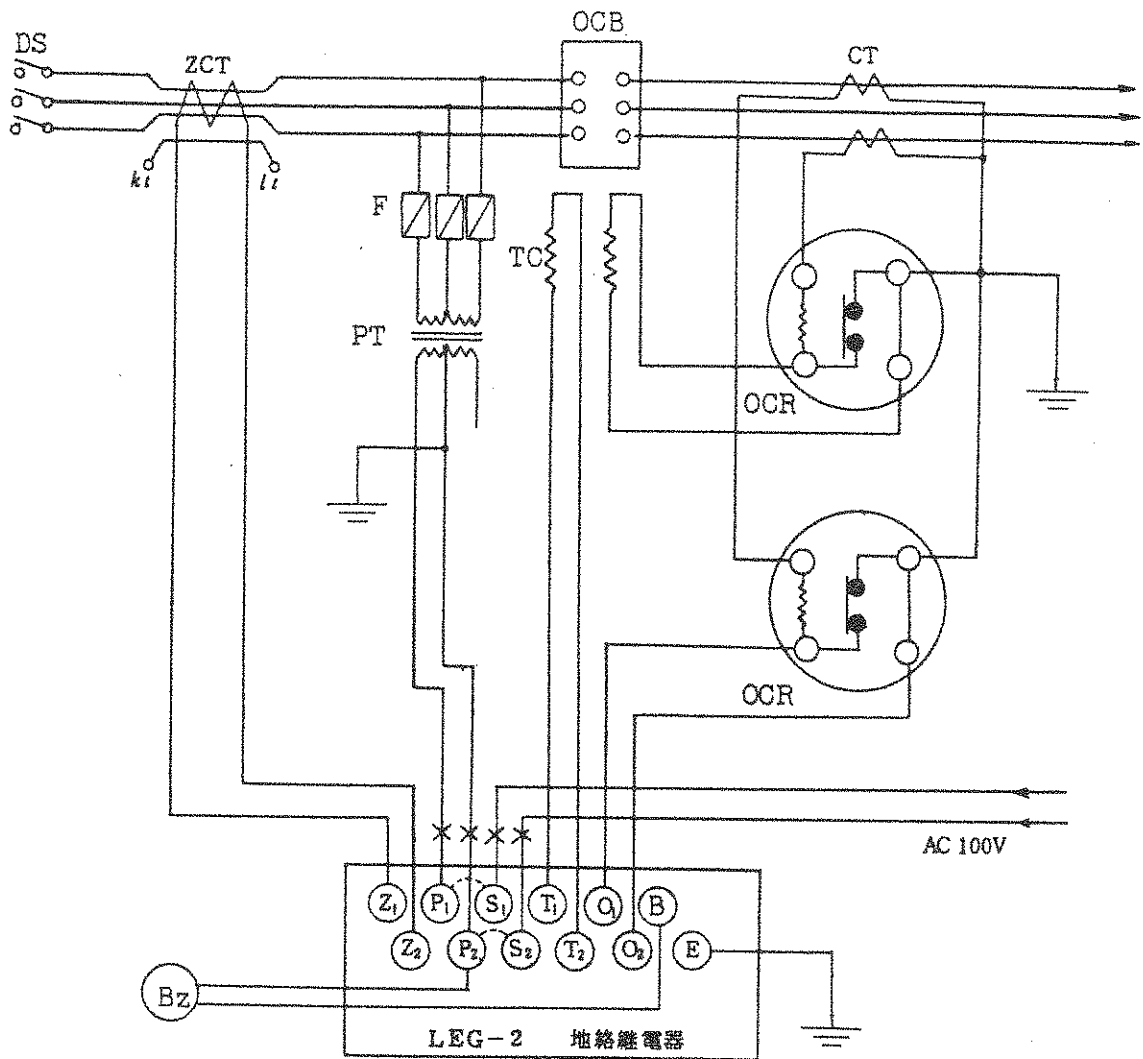 OCB
DS
ZCT
CT
kt
lt
F
TC
PT
OCR
OCR
AC 100V
Z₁
P₁
S₁
T₁
O₁
B
Z₂
P₂
S₂
T₂
O₂
E
Bz
LEG-2 地絡継電器